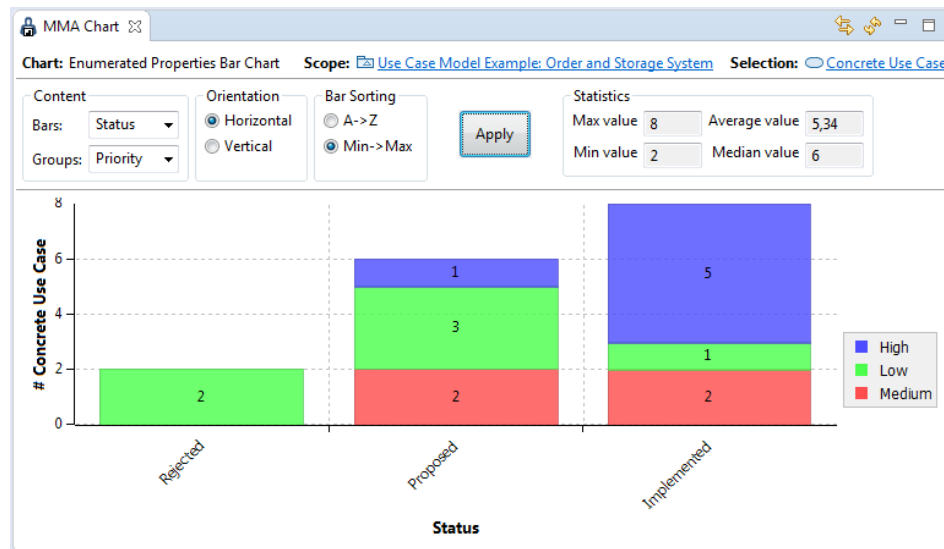 MMA Chart
Chart: Enumerated Properties Bar Chart Scope: Use Case Model Example: Order and Storage System Selection: Concrete Use Case
Content Orientation Bar Sorting Statistics
Bars: Status Horizontal A->Z Apply Max value 8 Average value 5,34
Groups: Priority Vertical Min->Max Min value 2 Median value 6
# Concrete Use Case
8
6
4
2
0
2
1
3
2
5
1
2
High
Low
Medium
Rejected
Proposed
Implemented
Status